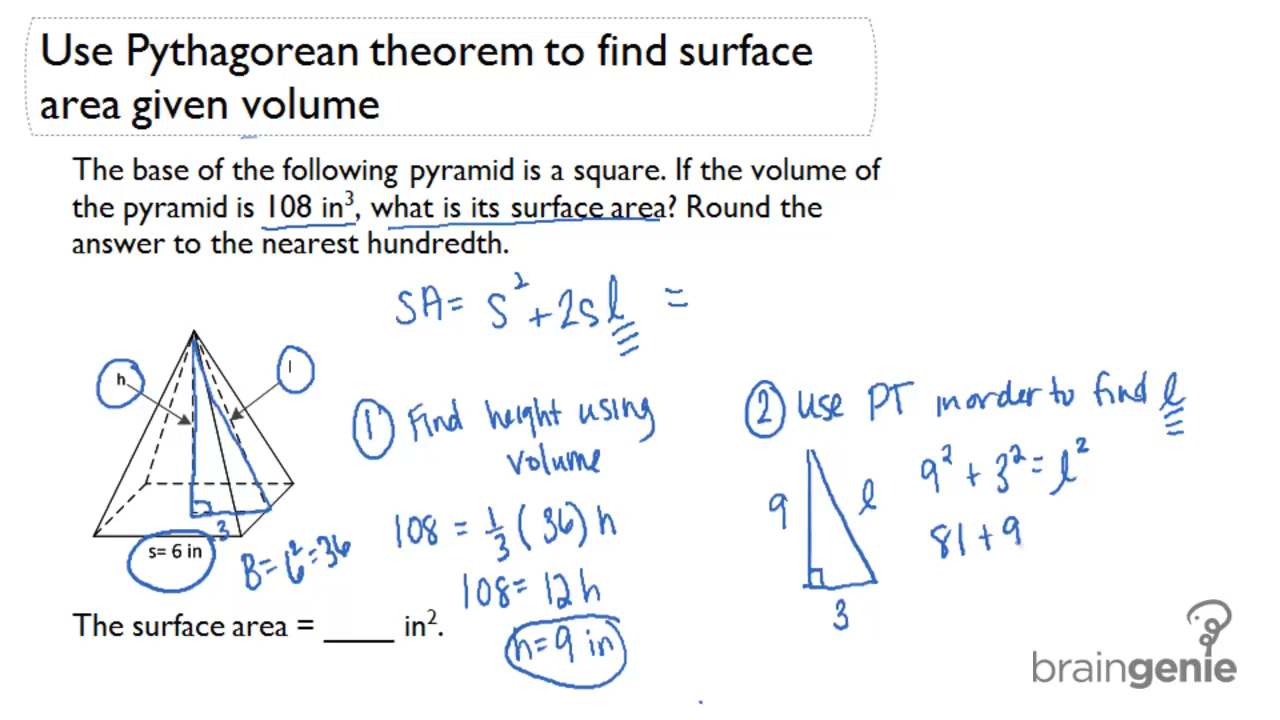 Use Pythagorean theorem to find surface
area given volume
The base of the following pyramid is a square. If the volume of
the pyramid is 108 in³, what is its surface area? Round the
answer to the nearest hundredth.
SA = s² + 2sl =
h
l
3
s= 6 in
B = 6² = 36
The surface area = ____ in².
① Find height using
volume
108 = 1/3 (36) h
108 = 12h
h = 9 in
② Use PT in order to find l
9
l
3
9² + 3² = l²
81 + 9
braingenie